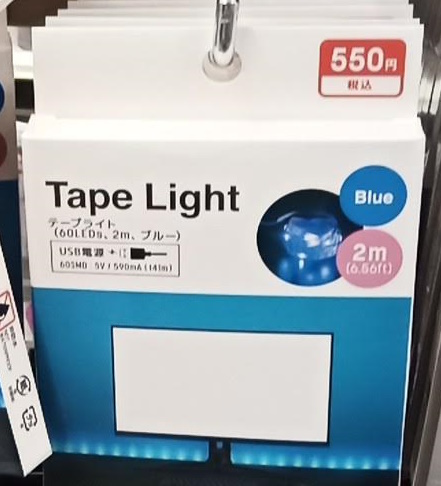 550円
税込
Tape Light
テープライト
(60LEDs、2m、ブルー)
USB電源
60SMD 5V/590mA(14lm)
Blue
2m
(6.56ft)